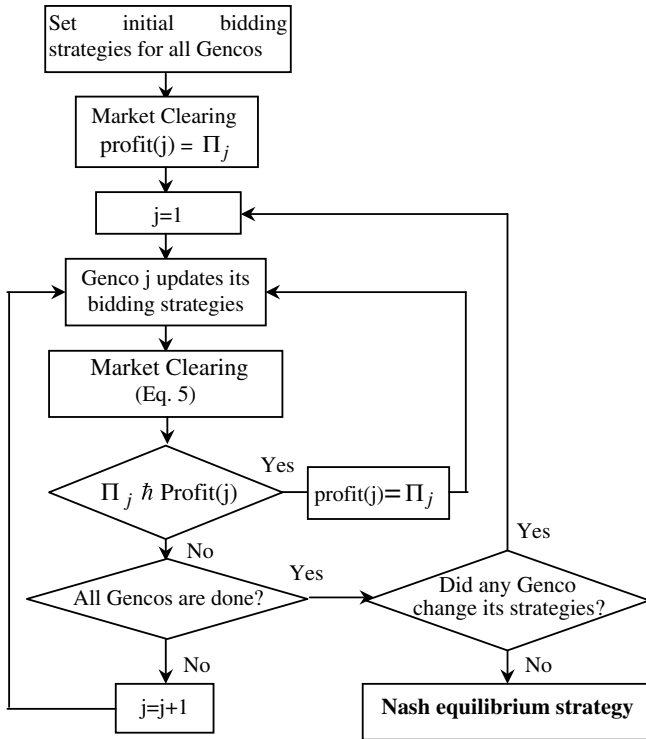 Set initial bidding
strategies for all Gencos
Market Clearing
profit(j) = Π_j
j=1
Genco j updates its
bidding strategies
Market Clearing
(Eq. 5)
Π_j ℏ Profit(j)
Yes
profit(j)=Π_j
No
All Gencos are done?
Yes
Did any Genco
change its strategies?
Yes
No
j=j+1
No
Nash equilibrium strategy